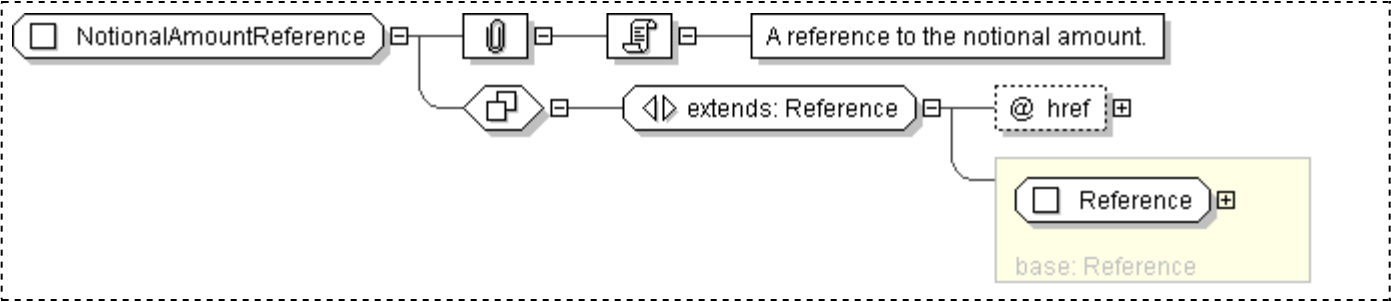 NotionalAmountReference
A reference to the notional amount.
extends: Reference
@ href
Reference
base: Reference